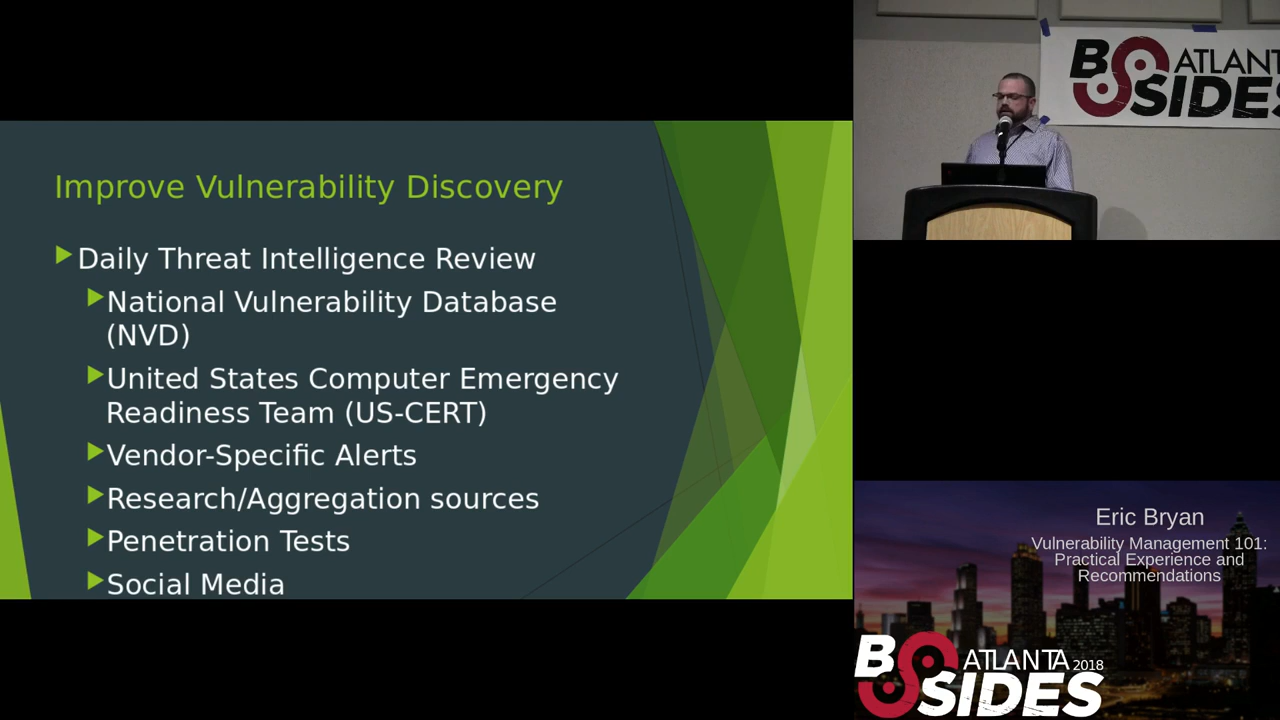 Improve Vulnerability Discovery
Daily Threat Intelligence Review
National Vulnerability Database
(NVD)
United States Computer Emergency
Readiness Team (US-CERT)
Vendor-Specific Alerts
Research/Aggregation sources
Penetration Tests
Social Media
B SIDES ATLANTA
Eric Bryan
Vulnerability Management 101:
Practical Experience and
Recommendations
B SIDES ATLANTA 2018